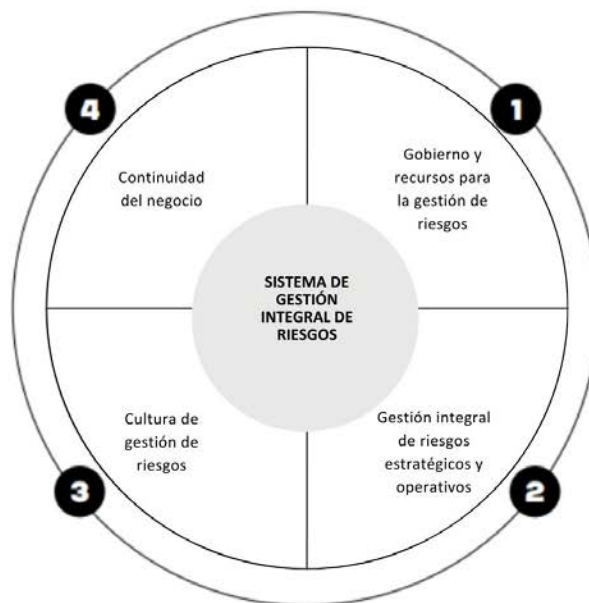 4
1
Continuidad
del negocio
Gobierno y
recursos para
la gestión de
riesgos
SISTEMA DE
GESTIÓN
INTEGRAL DE
RIESGOS
Cultura de
gestión de
riesgos
Gestión integral
de riesgos
estratégicos y
operativos
3
2